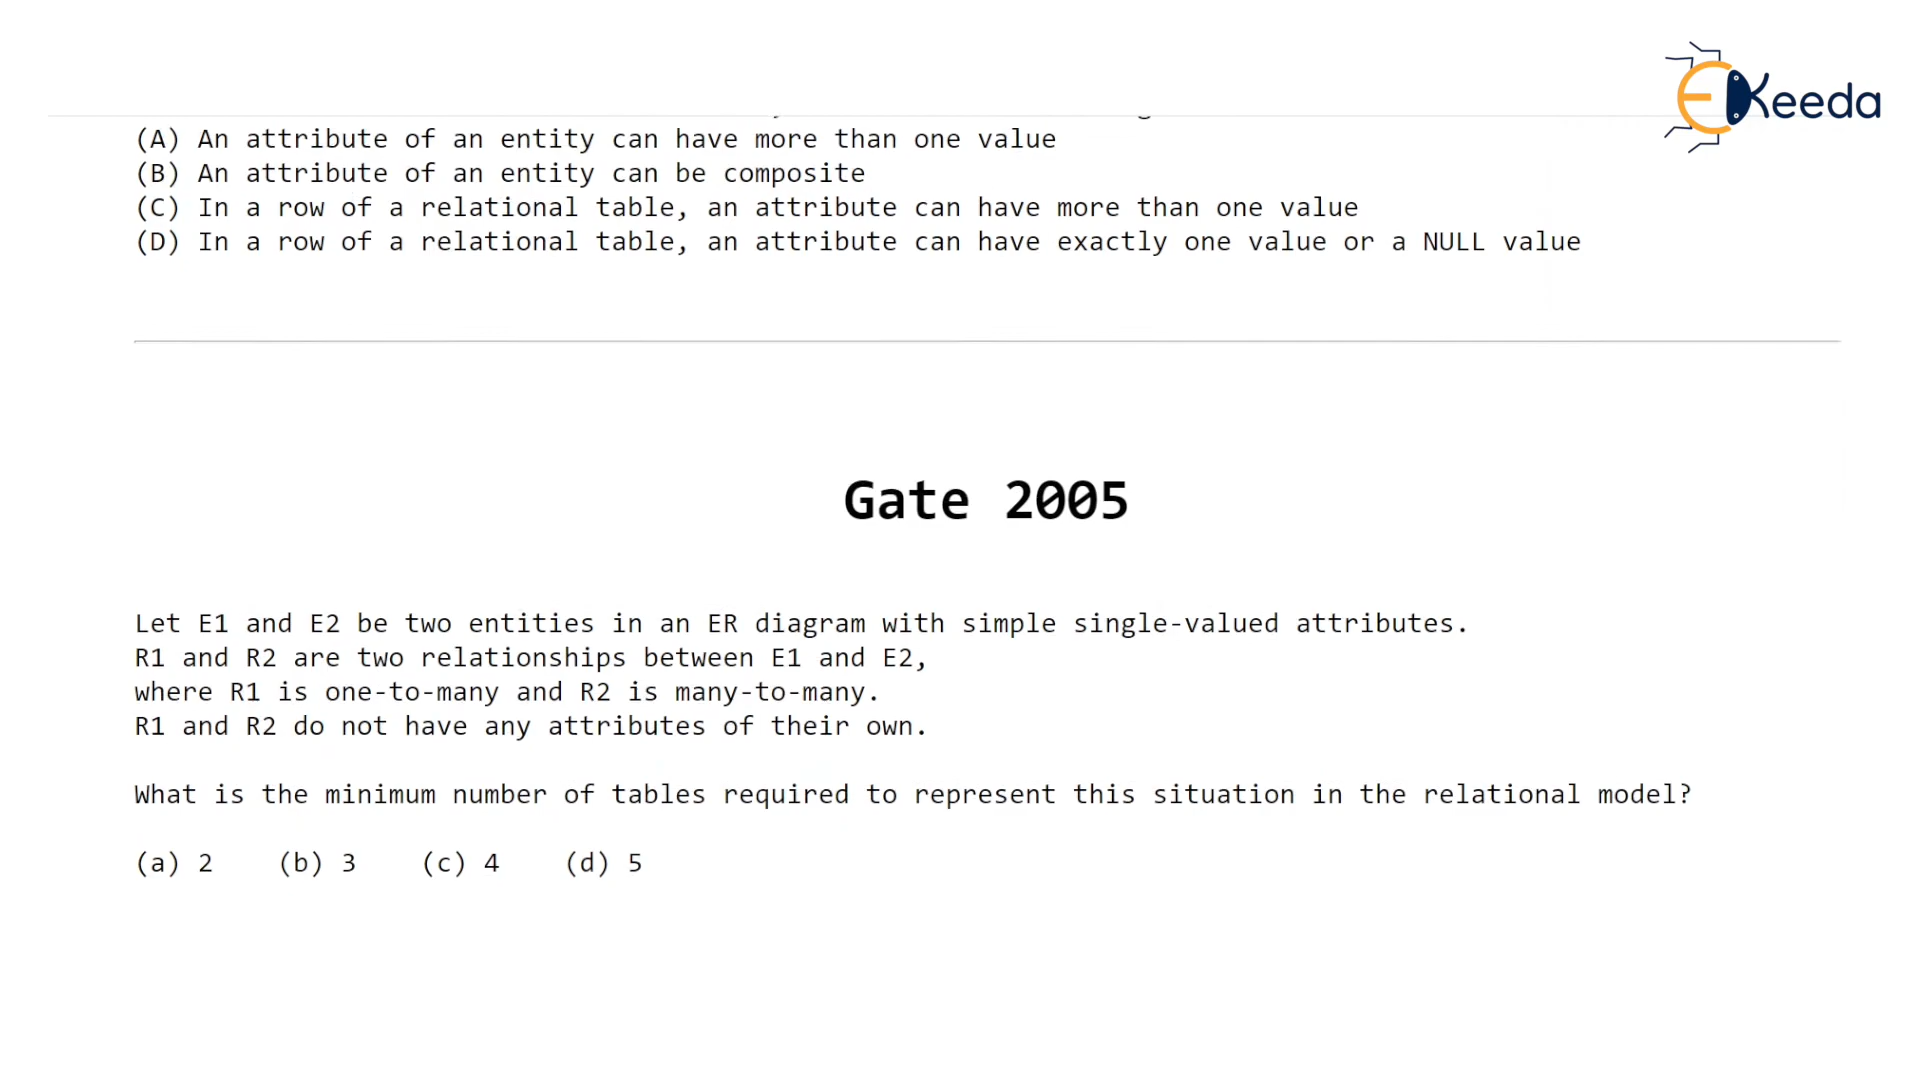 Keeda
(A) An attribute of an entity can have more than one value
(B) An attribute of an entity can be composite
(C) In a row of a relational table, an attribute can have more than one value
(D) In a row of a relational table, an attribute can have exactly one value or a NULL value
Gate 2005
Let E1 and E2 be two entities in an ER diagram with simple single-valued attributes.
R1 and R2 are two relationships between E1 and E2,
where R1 is one-to-many and R2 is many-to-many.
R1 and R2 do not have any attributes of their own.
What is the minimum number of tables required to represent this situation in the relational model?
(a) 2 (b) 3 (c) 4 (d) 5